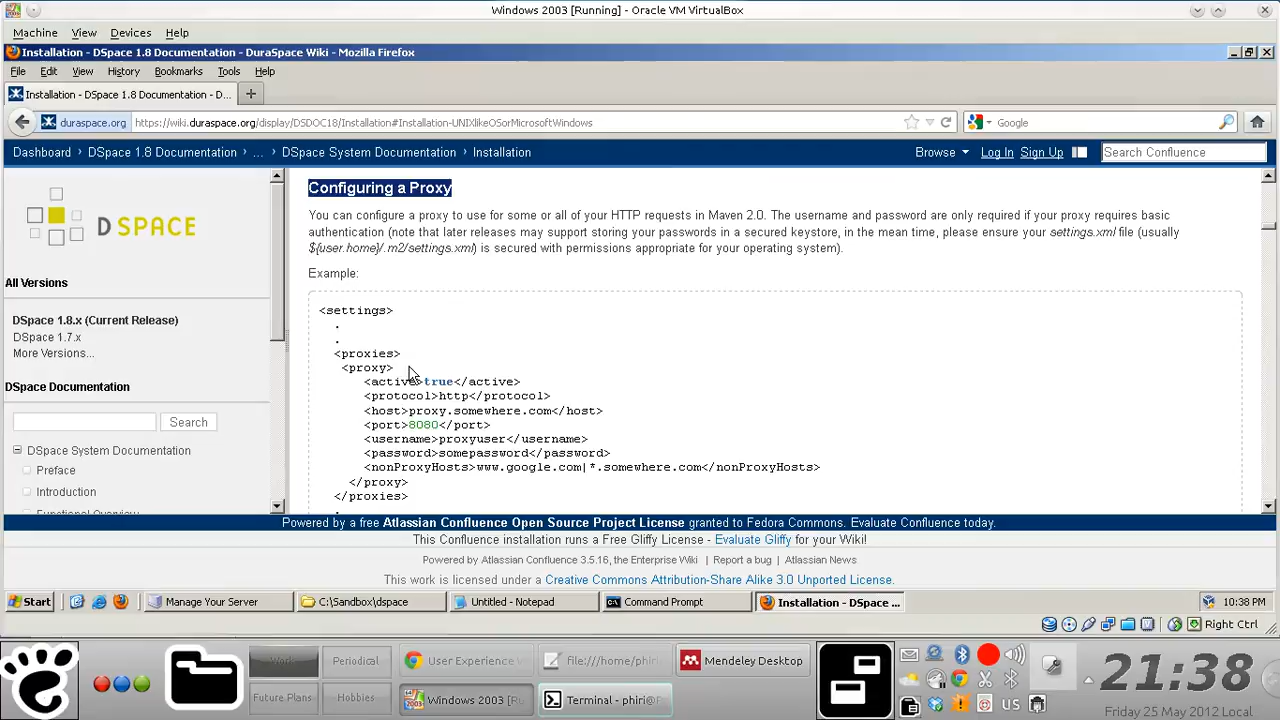 Windows 2003 [Running] - Oracle VM VirtualBox
Machine View Devices Help
Installation - DSpace 1.8 Documentation - DuraSpace Wiki - Mozilla Firefox
File Edit View History Bookmarks Tools Help
Installation - DSpace 1.8 Documentation - D...
duraspace.org https://wiki.duraspace.org/display/DSDOC18/Installation#Installation-UNIXlikeOSorMicrosoftWindows Google
Dashboard DSpace 1.8 Documentation ... DSpace System Documentation Installation Browse Log In Sign Up Search Confluence
DSPACE
All Versions
DSpace 1.8.x (Current Release)
DSpace 1.7.x
More Versions...
DSpace Documentation
Search
DSpace System Documentation
Preface
Introduction
Functional Overview
Configuring a Proxy
You can configure a proxy to use for some or all of your HTTP requests in Maven 2.0. The username and password are only required if your proxy requires basic
authentication (note that later releases may support storing your passwords in a secured keystore, in the mean time, please ensure your settings.xml file (usually
${user.home}/.m2/settings.xml) is secured with permissions appropriate for your operating system).
Example:
<settings>
.
.
<proxies>
<proxy>
<active>true</active>
<protocol>http</protocol>
<host>proxy.somewhere.com</host>
<port>8080</port>
<username>proxyuser</username>
<password>somepassword</password>
<nonProxyHosts>www.google.com|*.somewhere.com</nonProxyHosts>
</proxy>
</proxies>
.
Powered by a free Atlassian Confluence Open Source Project License granted to Fedora Commons. Evaluate Confluence today.
This Confluence installation runs a Free Gliffy License - Evaluate Gliffy for your Wiki!
Powered by Atlassian Confluence 3.5.16, the Enterprise Wiki | Report a bug | Atlassian News
This work is licensed under a Creative Commons Attribution-Share Alike 3.0 Unported License.
Start Manage Your Server C:\Sandbox\dspace Untitled - Notepad Command Prompt Installation - DSpace ... 10:38 PM
Right Ctrl
Work Periodical User Experience file:///home/phiri Mendeley Desktop
Future Plans Hobbies Windows 2003 [Ru Terminal - phiri@P
US
21:38
Friday 25 May 2012 Local